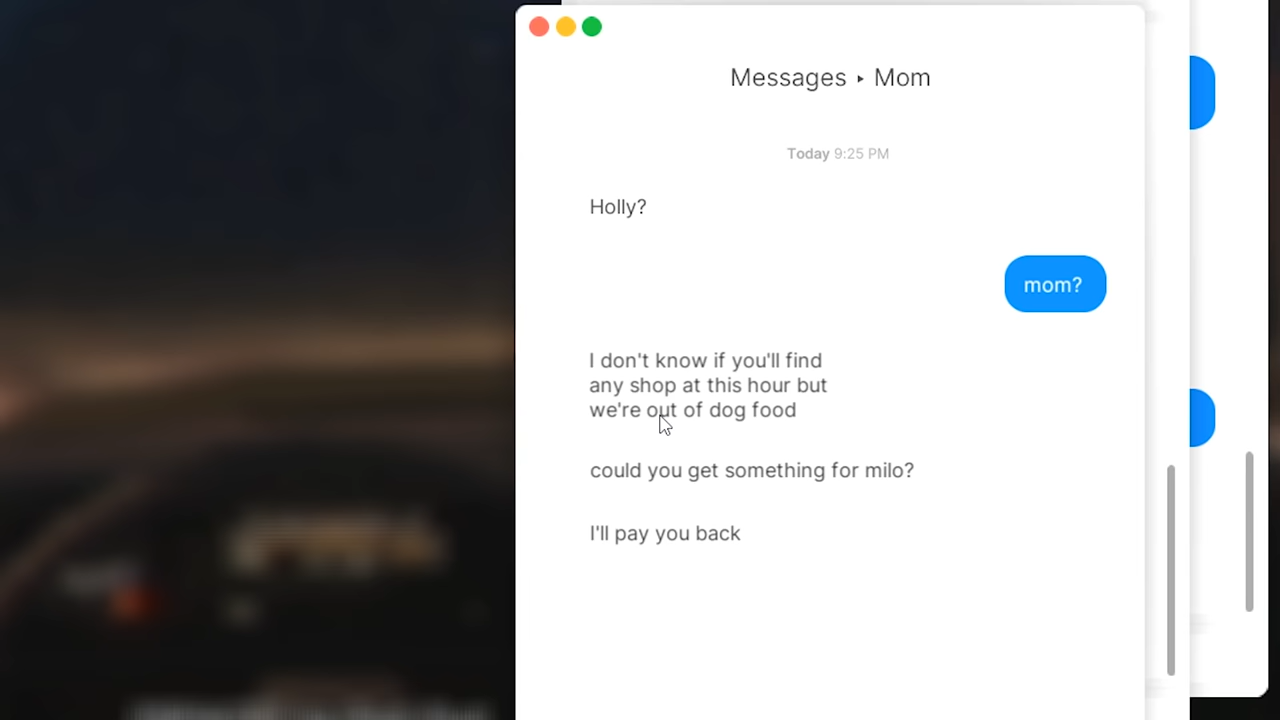 Messages ▸ Mom
Today 9:25 PM
Holly?
mom?
I don't know if you'll find
any shop at this hour but
we're out of dog food
could you get something for milo?
I'll pay you back